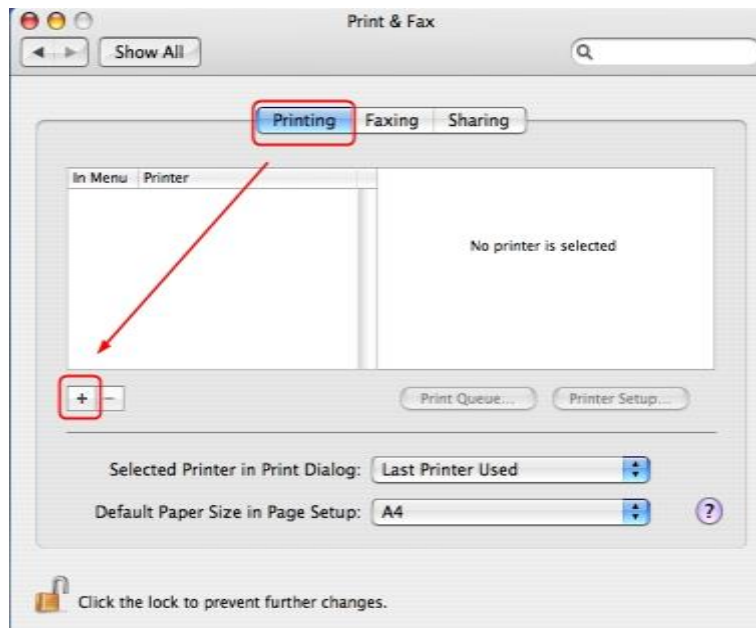 Print & Fax
Show All
Printing Faxing Sharing
In Menu Printer
No printer is selected
+ -
Print Queue... Printer Setup...
Selected Printer in Print Dialog: Last Printer Used
Default Paper Size in Page Setup: A4 ?
Click the lock to prevent further changes.